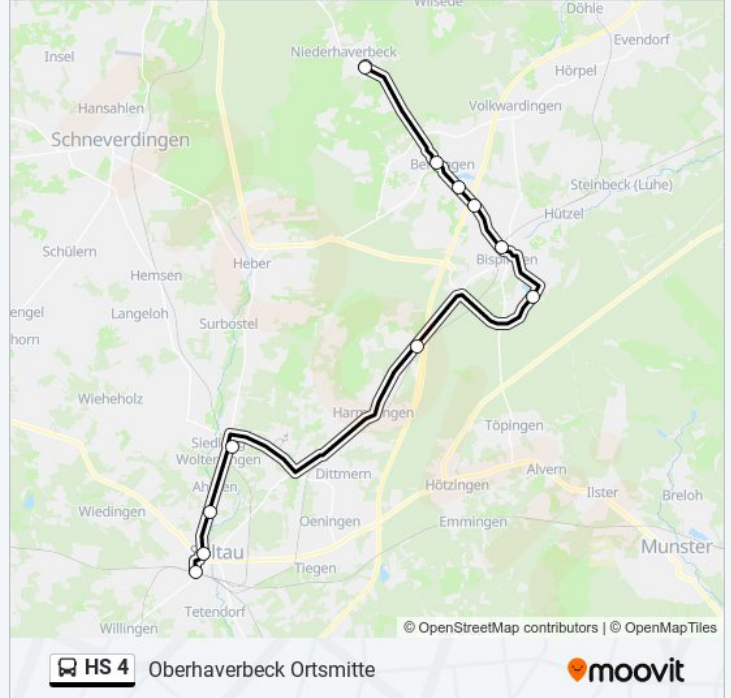 Wilsede
Döhle
Niederhaverbeck
Evendorf
Insel
Hörpel
Hansahlen
Volkwardingen
Schneverdingen
Steinbeck (Luhe)
Hützel
Schülern
Heber
Bispingen
Hemsen
Langeloh
Surbostel
Wieheholz
Töpingen
Dittmern
Alvern
Hötzingen
Ilster
Breloh
Wiedingen
Oeningen
Emmingen
Munster
Tiegen
Tetendorf
Willingen
© OpenStreetMap contributors | © OpenMapTiles
HS 4 Oberhaverbeck Ortsmitte
moovit